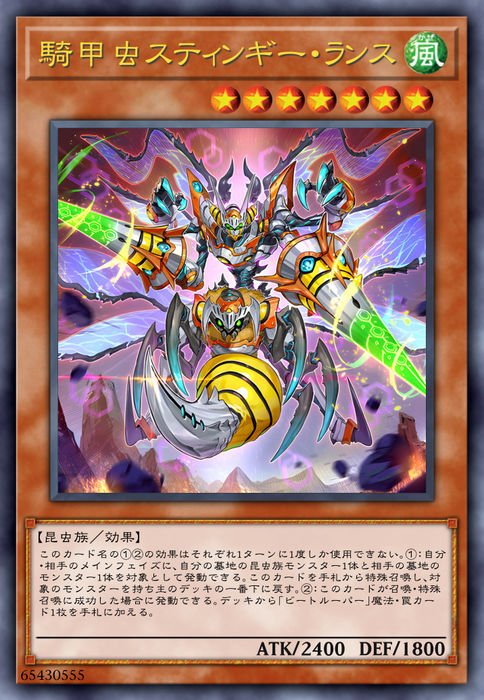 騎甲虫スティンギー・ランス
かぜ
風
【昆虫族／効果】
このカード名の①②の効果はそれぞれ1ターンに1度しか使用できない。①：自分
・相手のメインフェイズに、自分の墓地の昆虫族モンスター1体と相手の墓地の
モンスター1体を対象として発動できる。このカードを手札から特殊召喚し、対
象のモンスターを持ち主のデッキの一番下に戻す。②：このカードが召喚・特殊
召喚に成功した場合に発動できる。デッキから「ビートルーパー」魔法・罠カー
ド1枚を手札に加える。
ATK/2400 DEF/1800
65430555